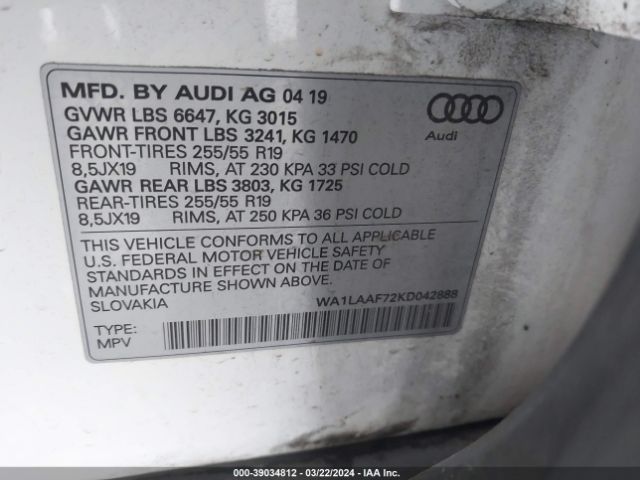 MFD. BY AUDI AG 04 19
GVWR LBS 6647, KG 3015
GAWR FRONT LBS 3241, KG 1470
FRONT-TIRES 255/55 R19
8,5JX19 RIMS, AT 230 KPA 33 PSI COLD
GAWR REAR LBS 3803, KG 1725
REAR-TIRES 255/55 R19
8,5JX19 RIMS, AT 250 KPA 36 PSI COLD
Audi
THIS VEHICLE CONFORMS TO ALL APPLICABLE
U.S. FEDERAL MOTOR VEHICLE SAFETY
STANDARDS IN EFFECT ON THE DATE OF
MANUFACTURE SHOWN ABOVE.
SLOVAKIA
WA1LAAF72KD042888
TYPE:
MPV
000-39034812 - 03/22/2024 - IAA Inc.